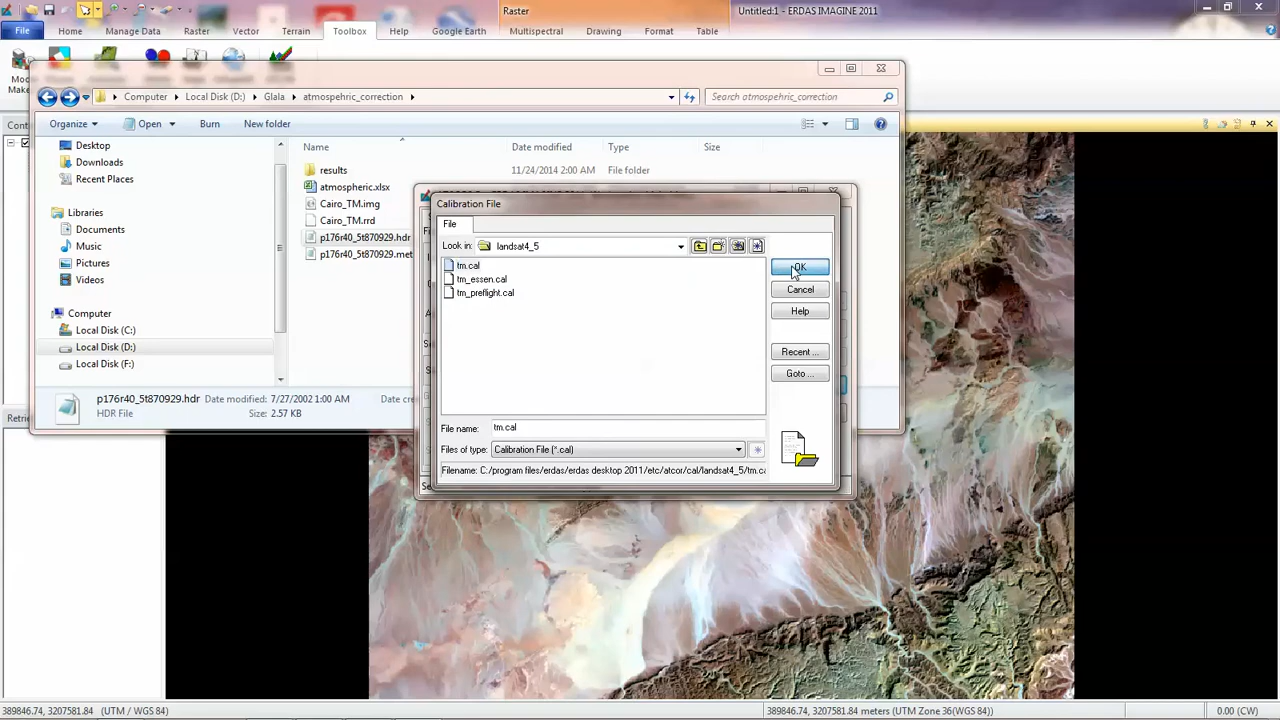 Raster
Untitled:1 - ERDAS IMAGINE 2011
File Home Manage Data Raster Vector Terrain Toolbox Help Google Earth Multispectral Drawing Format Table
Computer Local Disk (D:) Glala atmospehric_correction
Search atmospehric_correction
Organize Open Burn New folder
Name Type Size
Desktop
Downloads
Recent Places
Libraries
Documents
Music
Pictures
Videos
Computer
Local Disk (C:)
Local Disk (D:)
Local Disk (F:)
results 11/24/2014 2:00 AM File folder
atmospheric.xlsx
Cairo_TM.img
Cairo_TM.rrd
p176r40_5t870929.hdr
p176r40_5t870929.met
p176r40_5t870929.hdr Date modified: 7/27/2002 1:00 AM
HDR File Size: 2.57 KB
Calibration File
File
Look in: landsat4_5
tm.cal
tm_essen.cal
tm_preflight.cal
OK
Cancel
Help
Recent ...
Goto ...
File name: tm.cal
Files of type: Calibration File (*.cal)
Filename: C:/program files/erdas/erdas desktop 2011/etc/atcor/cal/landsat4_5/tm.ca
389846.74, 3207581.84 (UTM / WGS 84)
389846.74, 3207581.84 meters (UTM Zone 36(WGS 84))
0.00 (CW)